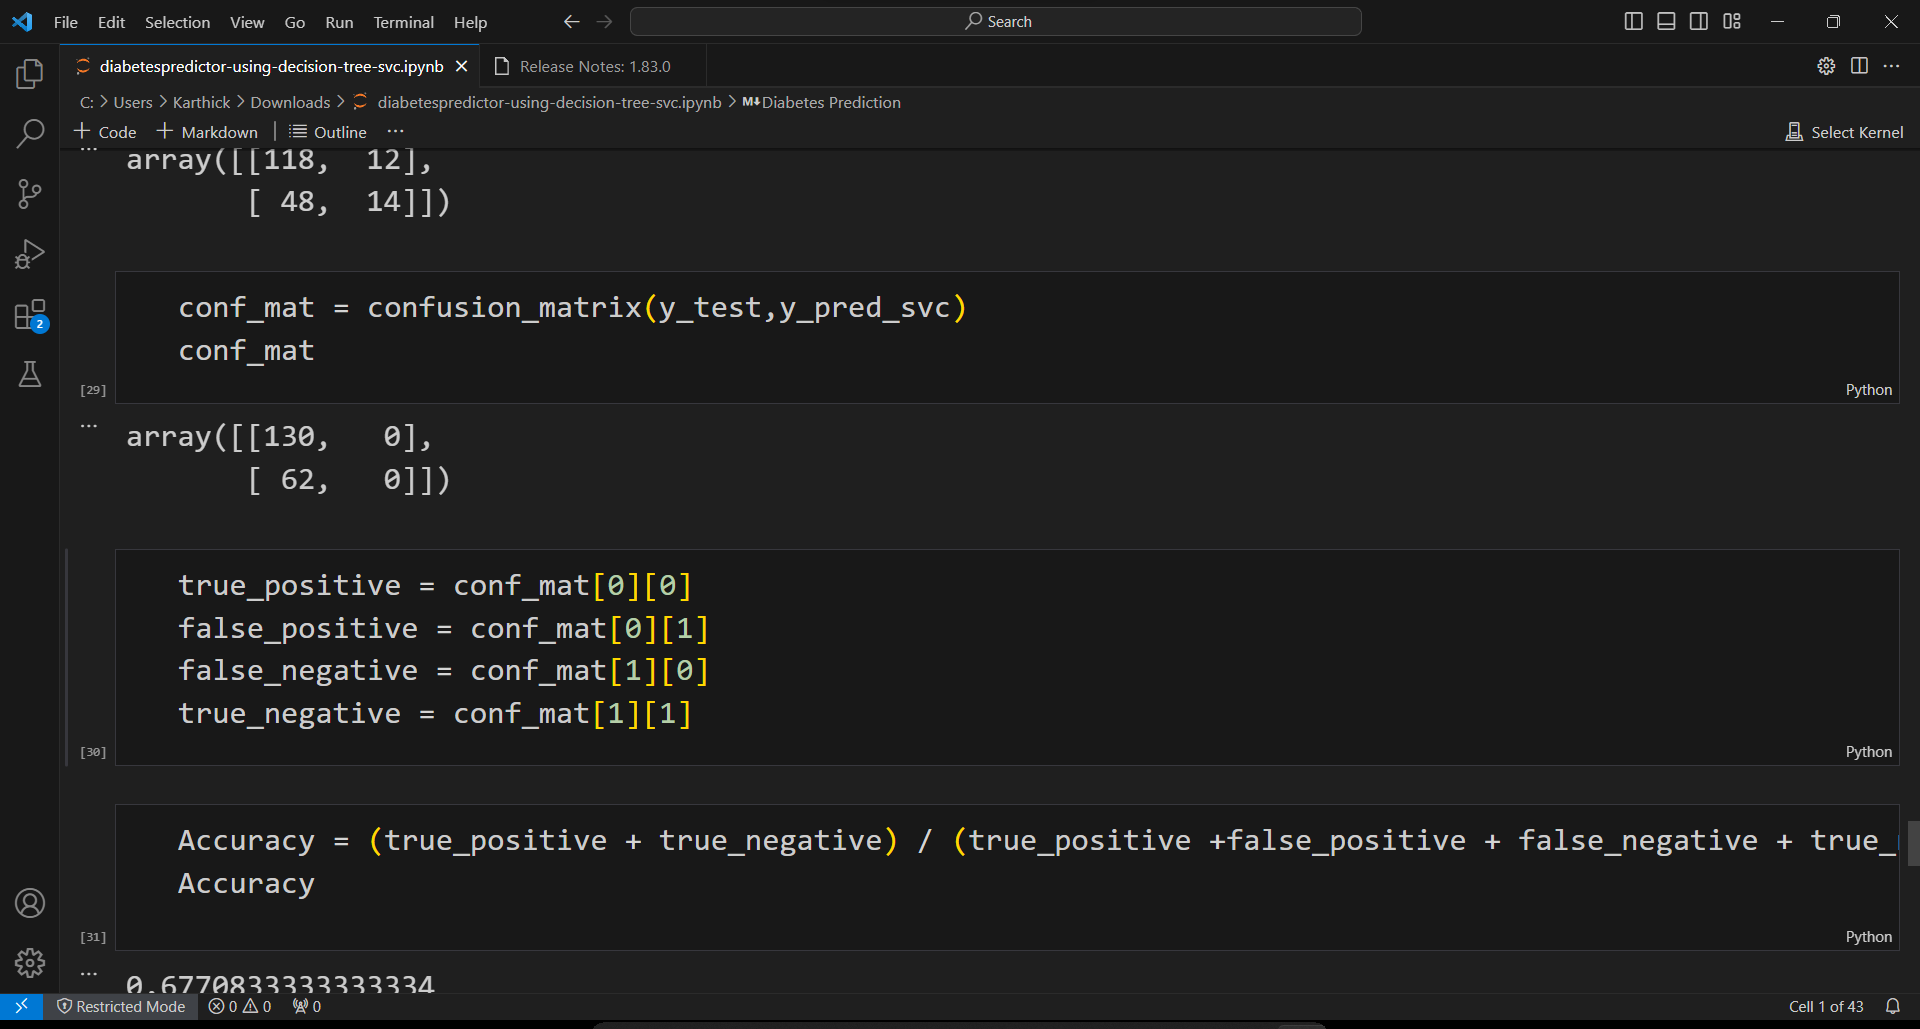 File Edit Selection View Go Run Terminal Help Search
diabetespredictor-using-decision-tree-svc.ipynb Release Notes: 1.83.0
C: > Users > Karthick > Downloads > diabetespredictor-using-decision-tree-svc.ipynb > M↓Diabetes Prediction
+ Code + Markdown | Outline ... Select Kernel
... array([[118,  12],
[ 48,  14]])
conf_mat = confusion_matrix(y_test,y_pred_svc)
conf_mat
[29] Python
... array([[130,   0],
[ 62,   0]])
true_positive = conf_mat[0][0]
false_positive = conf_mat[0][1]
false_negative = conf_mat[1][0]
true_negative = conf_mat[1][1]
[30] Python
Accuracy = (true_positive + true_negative) / (true_positive +false_positive + false_negative + true_
Accuracy
[31] Python
... 0.6770833333333334
Restricted Mode 0 0 0 Cell 1 of 43
2